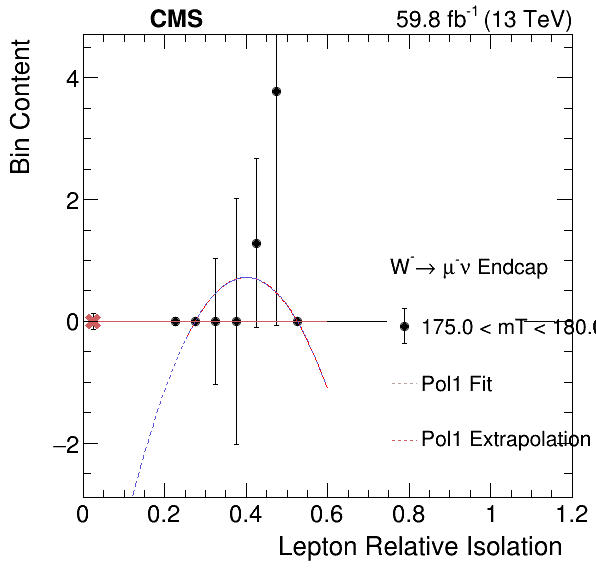 CMS 59.8 fb⁻¹ (13 TeV)
Bin Content
4
2
0
−2
W⁻→ μ⁻ν Endcap
175.0 < mT < 180.0
Pol1 Fit
Pol1 Extrapolation
0 0.2 0.4 0.6 0.8 1 1.2
Lepton Relative Isolation